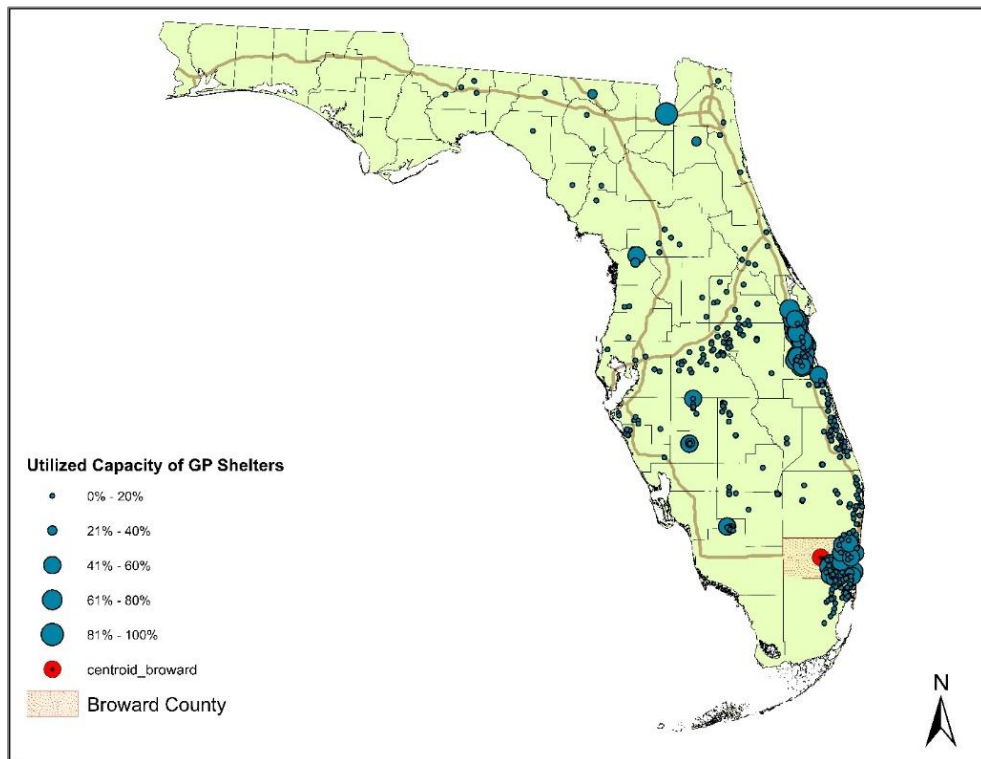 Utilized Capacity of GP Shelters
0% - 20%
21% - 40%
41% - 60%
61% - 80%
81% - 100%
centroid_broward
Broward County
N